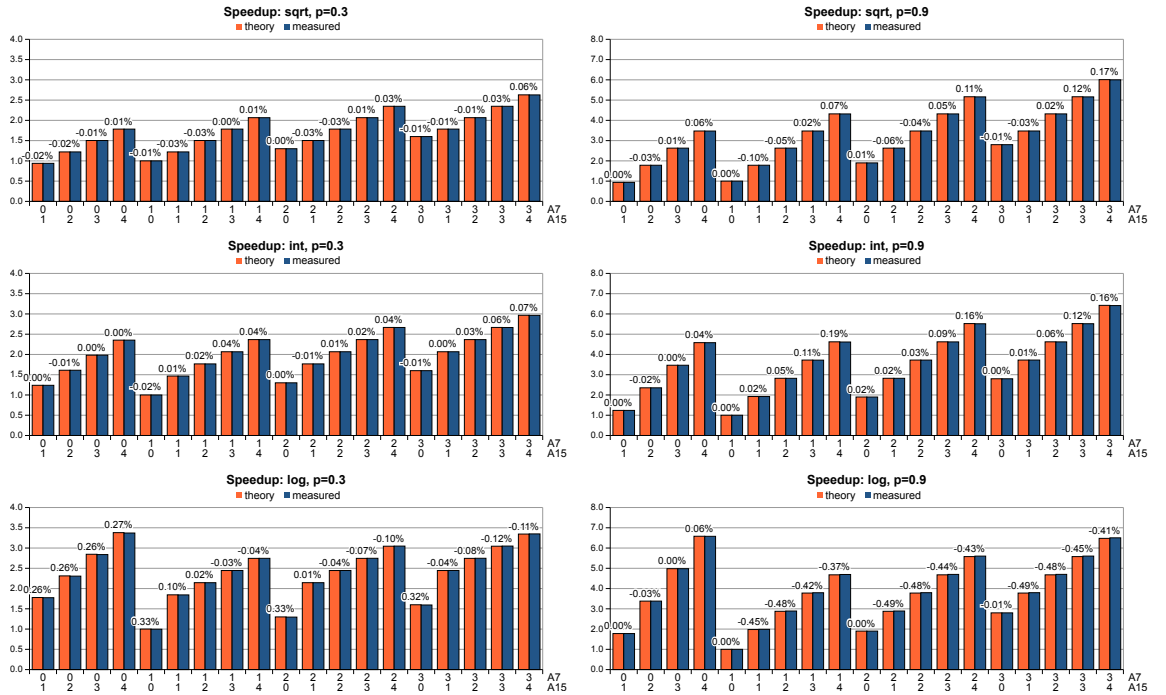 Speedup: sqrt, p=0.3
theory measured
4.0
3.5
3.0
2.5
2.0
1.5
1.0
0.5
0.0
-0.02% -0.02% -0.01% 0.01% -0.01% -0.03% -0.03% 0.00% 0.01% 0.00% -0.03% -0.03% 0.01% 0.03% -0.01% -0.01% -0.02% 0.03% 0.06%
0 0 0 0 1 1 1 1 1 2 2 2 2 2 3 3 3 3 3 A7
1 2 3 4 0 1 2 3 4 0 1 2 3 4 0 1 2 3 4 A15
Speedup: sqrt, p=0.9
theory measured
8.0
7.0
6.0
5.0
4.0
3.0
2.0
1.0
0.0
0.00% -0.03% 0.01% 0.06% 0.00% -0.10% -0.05% 0.02% 0.07% 0.01% -0.06% -0.04% 0.05% 0.11% -0.01% -0.03% 0.02% 0.12% 0.17%
0 0 0 0 1 1 1 1 1 2 2 2 2 2 3 3 3 3 3 A7
1 2 3 4 0 1 2 3 4 0 1 2 3 4 0 1 2 3 4 A15
Speedup: int, p=0.3
theory measured
4.0
3.5
3.0
2.5
2.0
1.5
1.0
0.5
0.0
0.00% -0.01% 0.00% 0.00% -0.02% 0.01% 0.02% 0.04% 0.04% 0.00% -0.01% 0.01% 0.02% 0.04% -0.01% 0.00% 0.03% 0.06% 0.07%
0 0 0 0 1 1 1 1 1 2 2 2 2 2 3 3 3 3 3 A7
1 2 3 4 0 1 2 3 4 0 1 2 3 4 0 1 2 3 4 A15
Speedup: int, p=0.9
theory measured
8.0
7.0
6.0
5.0
4.0
3.0
2.0
1.0
0.0
0.00% -0.02% 0.00% 0.04% 0.00% 0.02% 0.05% 0.11% 0.19% 0.02% 0.02% 0.03% 0.09% 0.16% 0.00% 0.01% 0.06% 0.12% 0.16%
0 0 0 0 1 1 1 1 1 2 2 2 2 2 3 3 3 3 3 A7
1 2 3 4 0 1 2 3 4 0 1 2 3 4 0 1 2 3 4 A15
Speedup: log, p=0.3
theory measured
4.0
3.5
3.0
2.5
2.0
1.5
1.0
0.5
0.0
0.26% 0.26% 0.26% 0.27% 0.33% 0.10% 0.02% -0.03% -0.04% 0.33% 0.01% -0.04% -0.07% -0.10% 0.32% -0.04% -0.08% -0.12% -0.11%
0 0 0 0 1 1 1 1 1 2 2 2 2 2 3 3 3 3 3 A7
1 2 3 4 0 1 2 3 4 0 1 2 3 4 0 1 2 3 4 A15
Speedup: log, p=0.9
theory measured
8.0
7.0
6.0
5.0
4.0
3.0
2.0
1.0
0.0
0.00% -0.03% 0.00% 0.06% 0.00% -0.45% -0.48% -0.42% -0.37% 0.00% -0.49% -0.48% -0.44% -0.43% -0.01% -0.49% -0.48% -0.45% -0.41%
0 0 0 0 1 1 1 1 1 2 2 2 2 2 3 3 3 3 3 A7
1 2 3 4 0 1 2 3 4 0 1 2 3 4 0 1 2 3 4 A15